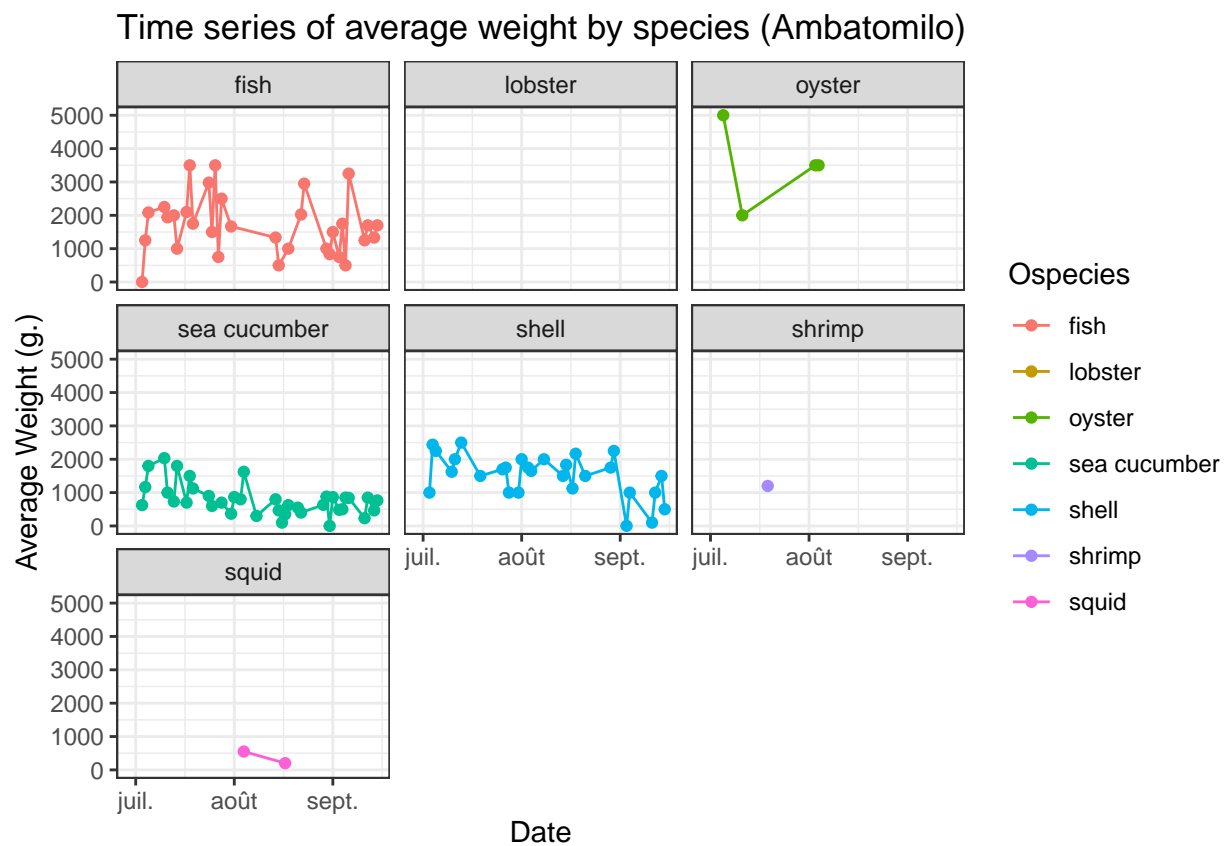 Time series of average weight by species (Ambatomilo)
fish lobster oyster
5000
4000
3000
2000
1000
0
sea cucumber shell shrimp
5000
4000
3000
2000
1000
0
juil. août sept. juil. août sept.
squid
5000
4000
3000
2000
1000
0
juil. août sept.
Date
Average Weight (g.)
Ospecies
fish
lobster
oyster
sea cucumber
shell
shrimp
squid